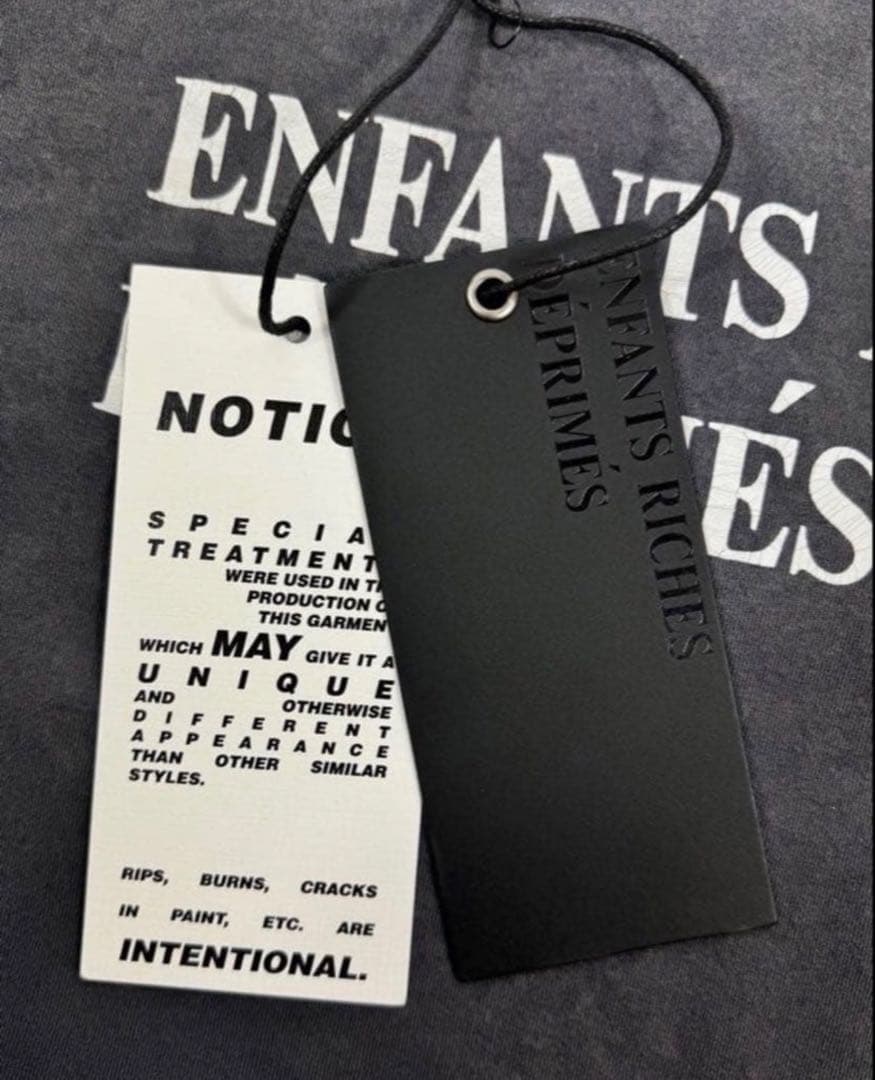 ENFANTS
ÉS
NOTIC
SPECIA
TREATMENT
WERE USED IN TH
PRODUCTION O
THIS GARMEN
WHICH MAY GIVE IT A
UNIQUE
AND OTHERWISE
DIFFERENT
APPEARANCE
THAN OTHER SIMILAR
STYLES.
RIPS, BURNS, CRACKS
IN PAINT, ETC. ARE
INTENTIONAL.
ENFANTS RICHES
DÉPRIMÉS